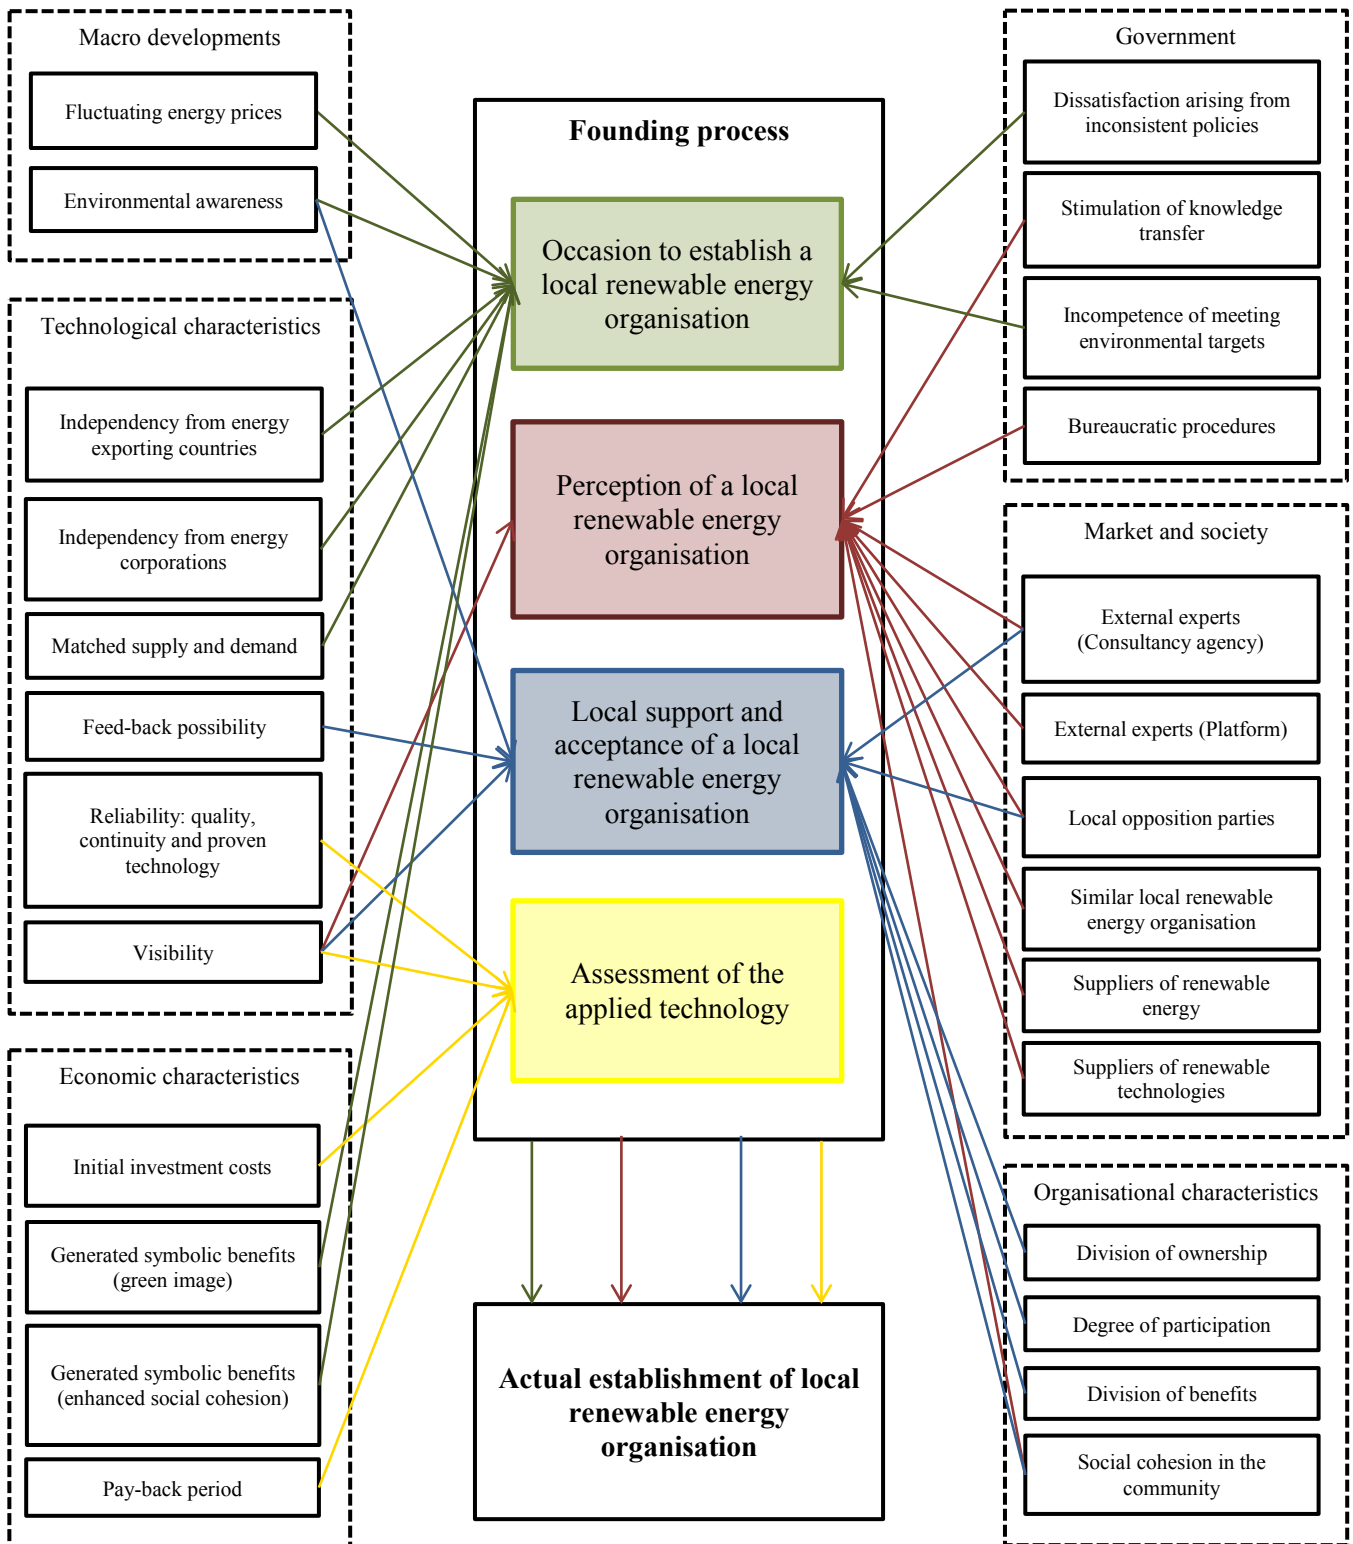 Macro developments
Fluctuating energy prices
Environmental awareness
Technological characteristics
Independency from energy
exporting countries
Independency from energy
corporations
Matched supply and demand
Feed-back possibility
Reliability: quality,
continuity and proven
technology
Visibility
Economic characteristics
Initial investment costs
Generated symbolic benefits
(green image)
Generated symbolic benefits
(enhanced social cohesion)
Pay-back period
Founding process
Occasion to establish a
local renewable energy
organisation
Perception of a local
renewable energy
organisation
Local support and
acceptance of a local
renewable energy
organisation
Assessment of the
applied technology
Actual establishment of local
renewable energy
organisation
Government
Dissatisfaction arising from
inconsistent policies
Stimulation of knowledge
transfer
Incompetence of meeting
environmental targets
Bureaucratic procedures
Market and society
External experts
(Consultancy agency)
External experts (Platform)
Local opposition parties
Similar local renewable
energy organisation
Suppliers of renewable
energy
Suppliers of renewable
technologies
Organisational characteristics
Division of ownership
Degree of participation
Division of benefits
Social cohesion in the
community